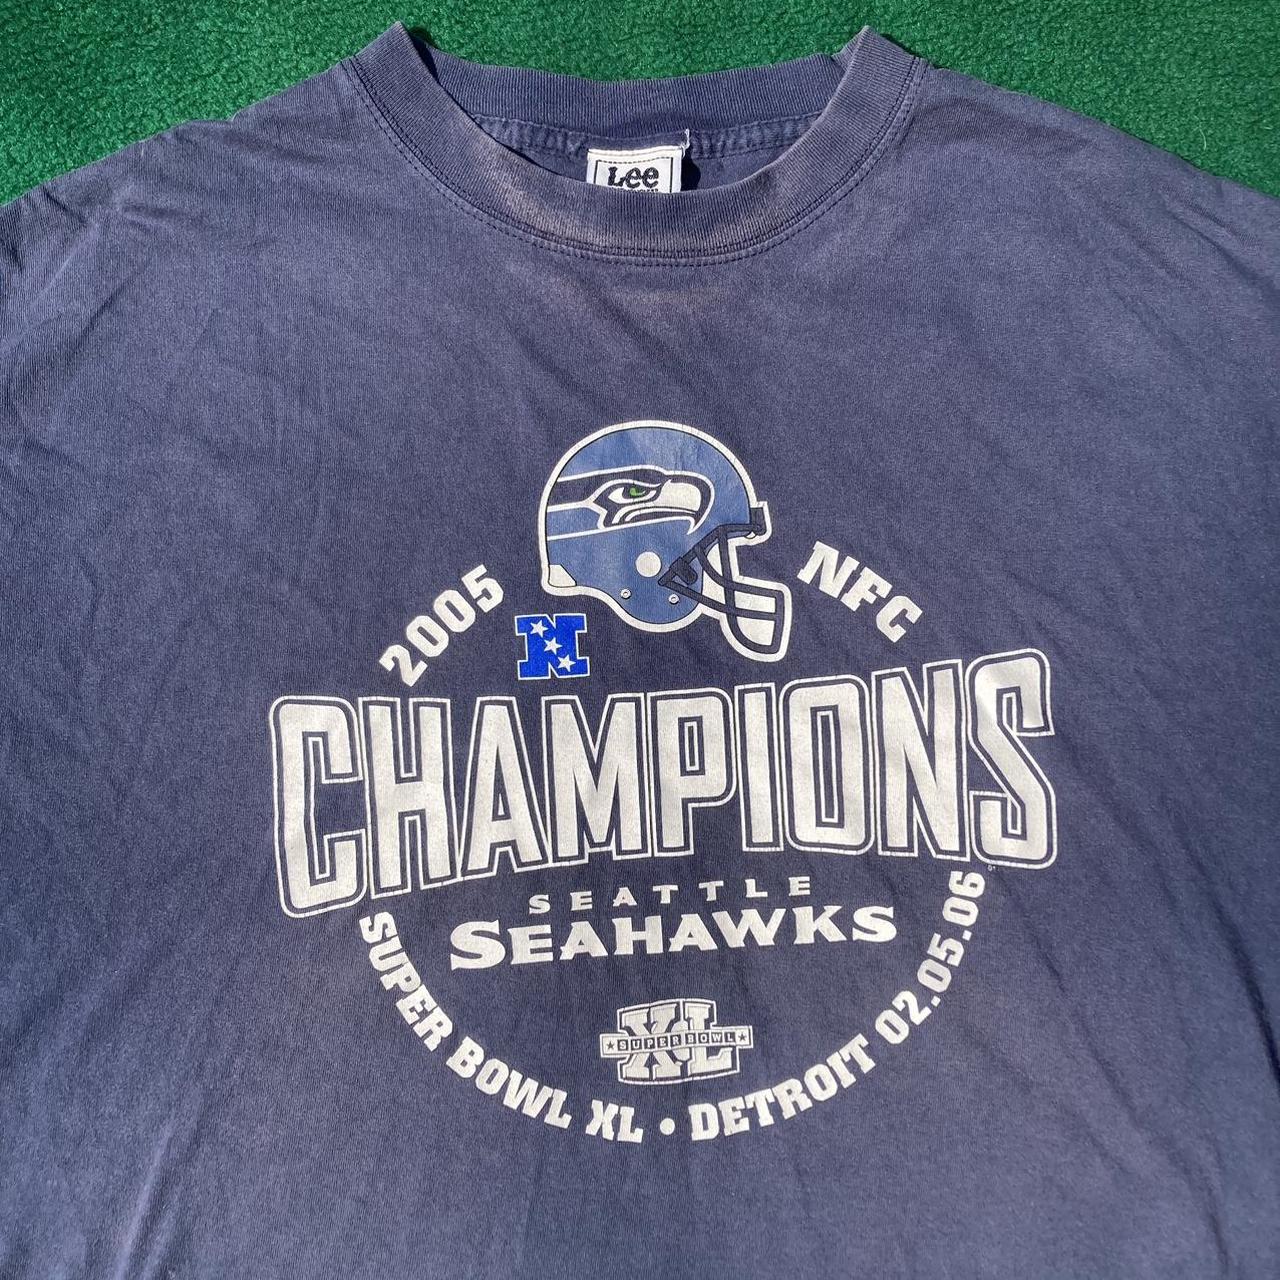 Lee
2005
NFC
N
CHAMPIONS
SEATTLE
SEAHAWKS
SUPER BOWL
XL
SUPER BOWL XL • DETROIT 02.05.06